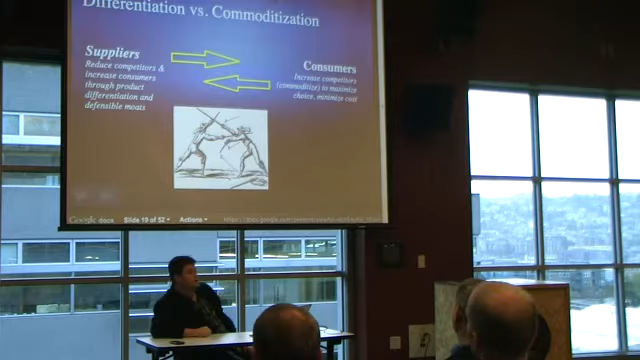 Differentiation vs. Commoditization
Suppliers
Reduce competitors &
increase consumers
through product
differentiation and
defensible moats
Consumers
Increase competitors
(commoditize) to maximize
choice, minimize cost
Google docs
Slide 19 of 52
Actions